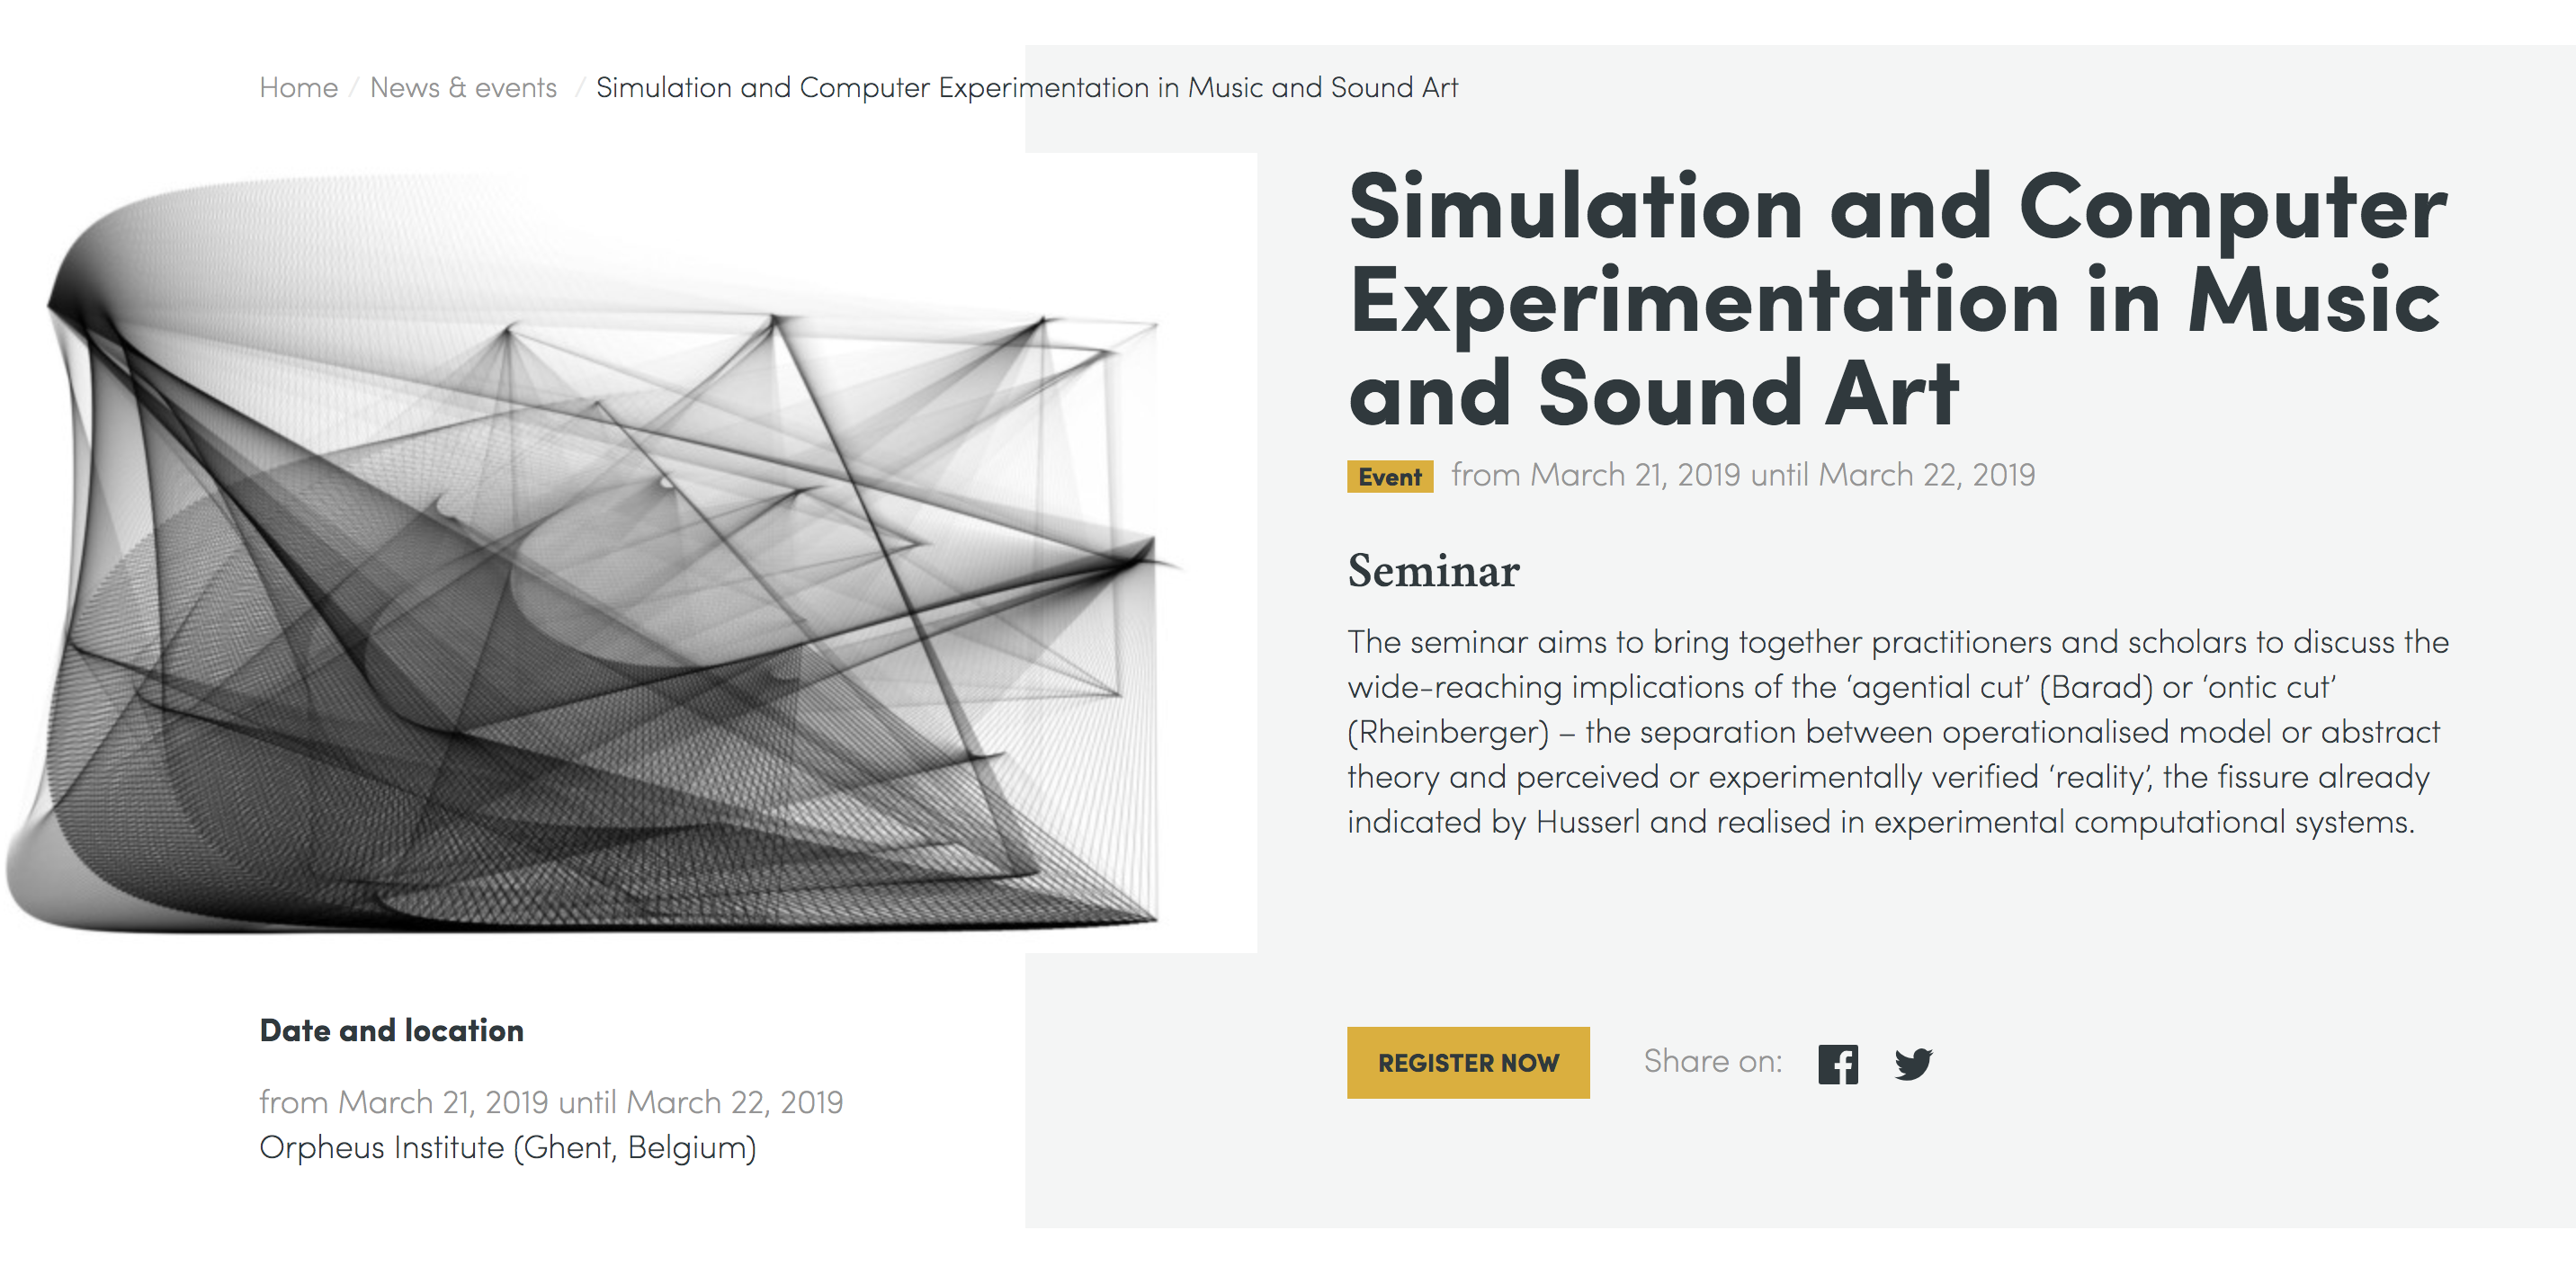 Home / News & events / Simulation and Computer Experimentation in Music and Sound Art
Simulation and Computer
Experimentation in Music
and Sound Art
Event from March 21, 2019 until March 22, 2019
Seminar
The seminar aims to bring together practitioners and scholars to discuss the
wide-reaching implications of the ‘agential cut’ (Barad) or ‘ontic cut’
(Rheinberger) – the separation between operationalised model or abstract
theory and perceived or experimentally verified ‘reality’, the fissure already
indicated by Husserl and realised in experimental computational systems.
REGISTER NOW Share on:
Date and location
from March 21, 2019 until March 22, 2019
Orpheus Institute (Ghent, Belgium)